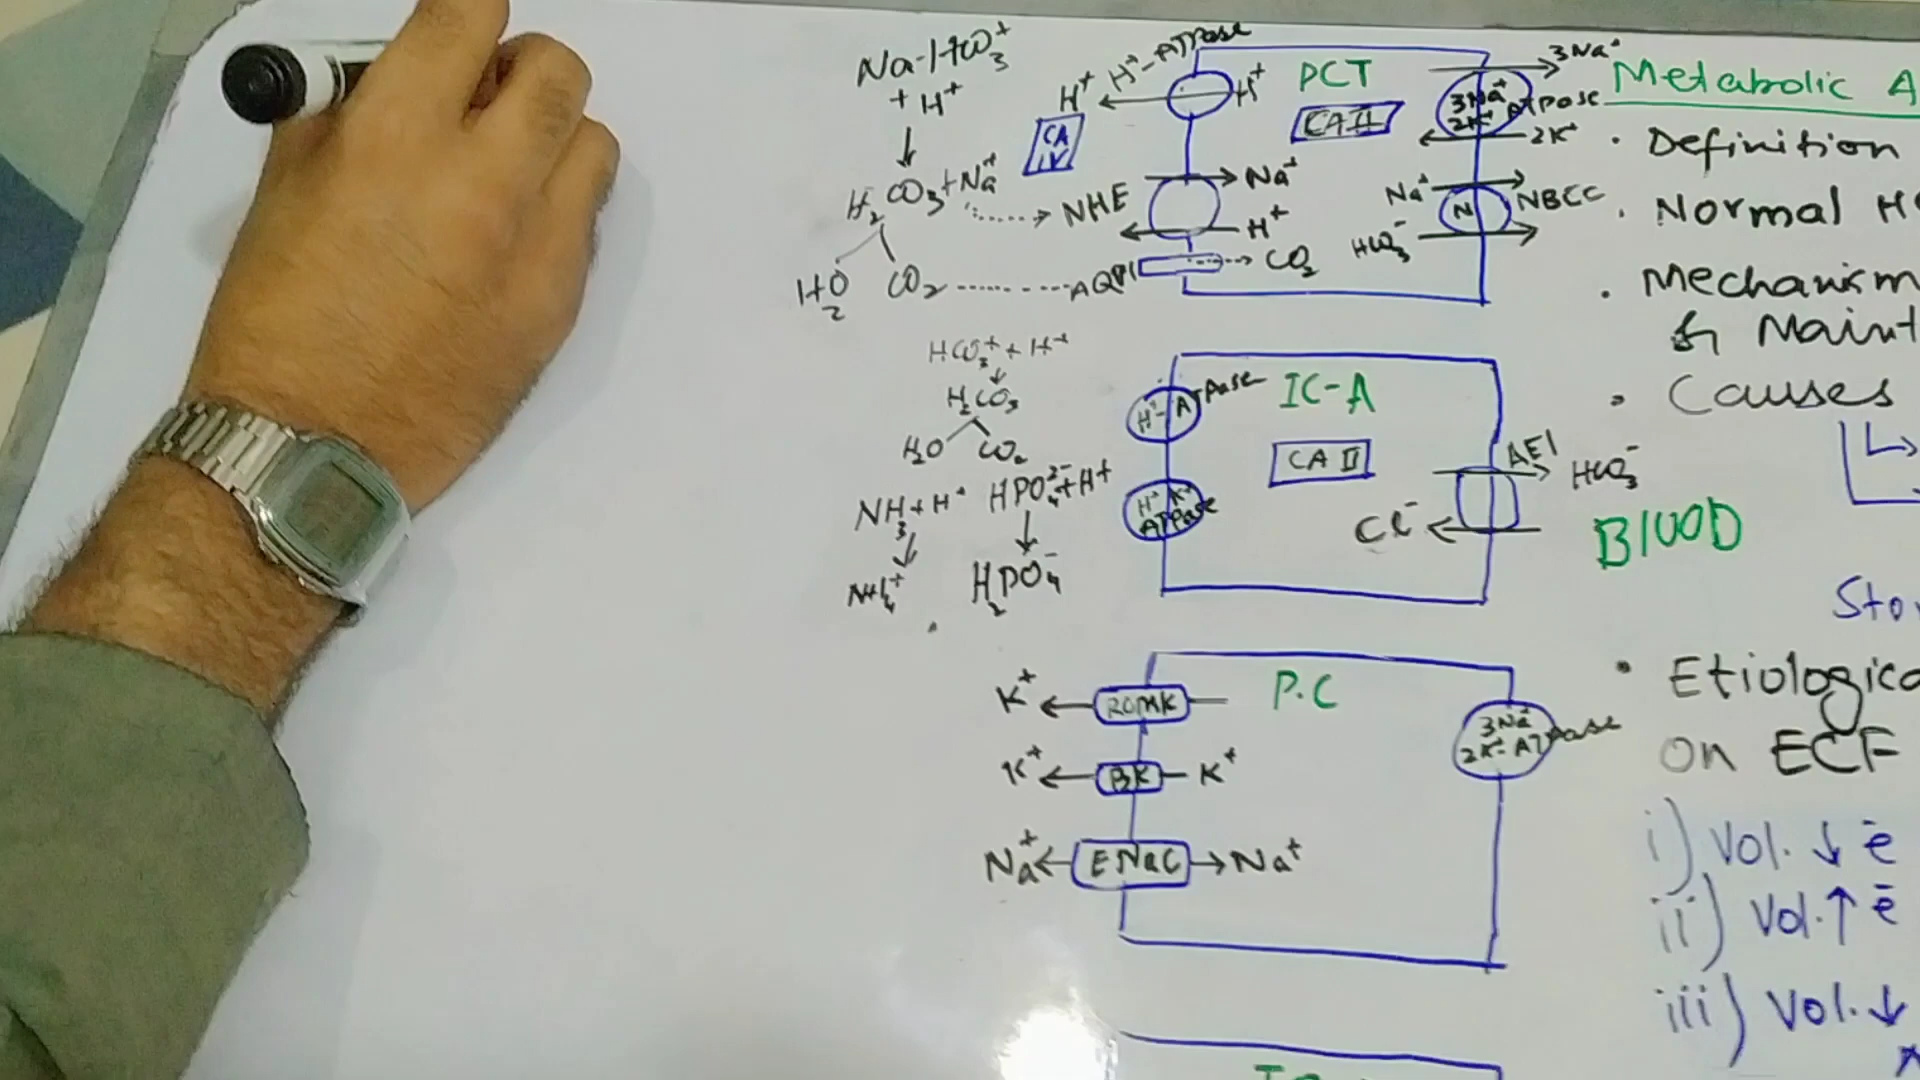 Na-HCO3+
+ H+
H2CO3 + Na+
H2O CO2
H+
H+-ATPase
H+
CA IV
PCT
CA II
3Na+
3Na+
2K+ ATPase
2K+
NHE
Na+
H+
AQP1
CO2
Na+
N
NBCC
HCO3-
HCO3+ + H+
H2CO3
H2O CO2
NH3 + H+
NH4+
HPO4 2- + H+
H2PO4-
H+-ATPase
IC-A
H+ K+
ATPase
CA II
AE1
HCO3-
Cl-
BlOOD
K+
ROMK
P.C
K+
BK
K+
Na+
ENaC
Na+
3Na+
2K+-ATPase
Metabolic A
• Definition
• Normal
• Mechanism
& Maint
• Causes
Sto
• Etiologica
on ECF
i) Vol. ↓ ē
ii) Vol. ↑ ē
iii) Vol. ↓